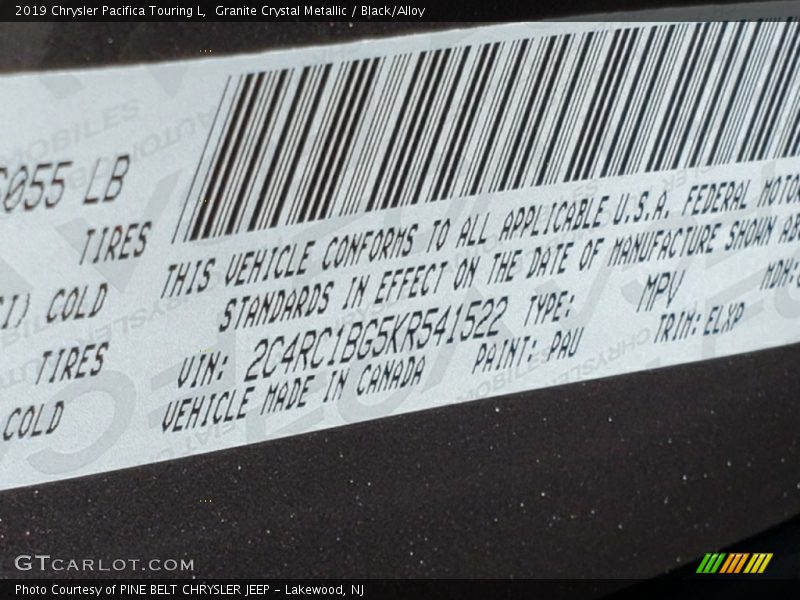 2019 Chrysler Pacifica Touring L,  Granite Crystal Metallic / Black/Alloy
6055 LB
TIRES
COLD
TIRES
COLD
THIS VEHICLE CONFORMS TO ALL APPLICABLE U.S.A. FEDERAL MOTO
STANDARDS IN EFFECT ON THE DATE OF MANUFACTURE SHOWN AB
VIN: 2C4RC1BG5KR541522 TYPE: MPV MDH:
VEHICLE MADE IN CANADA PAINT: PAU TRIM: ELXP
GTCARLOT.COM
Photo Courtesy of PINE BELT CHRYSLER JEEP - Lakewood, NJ